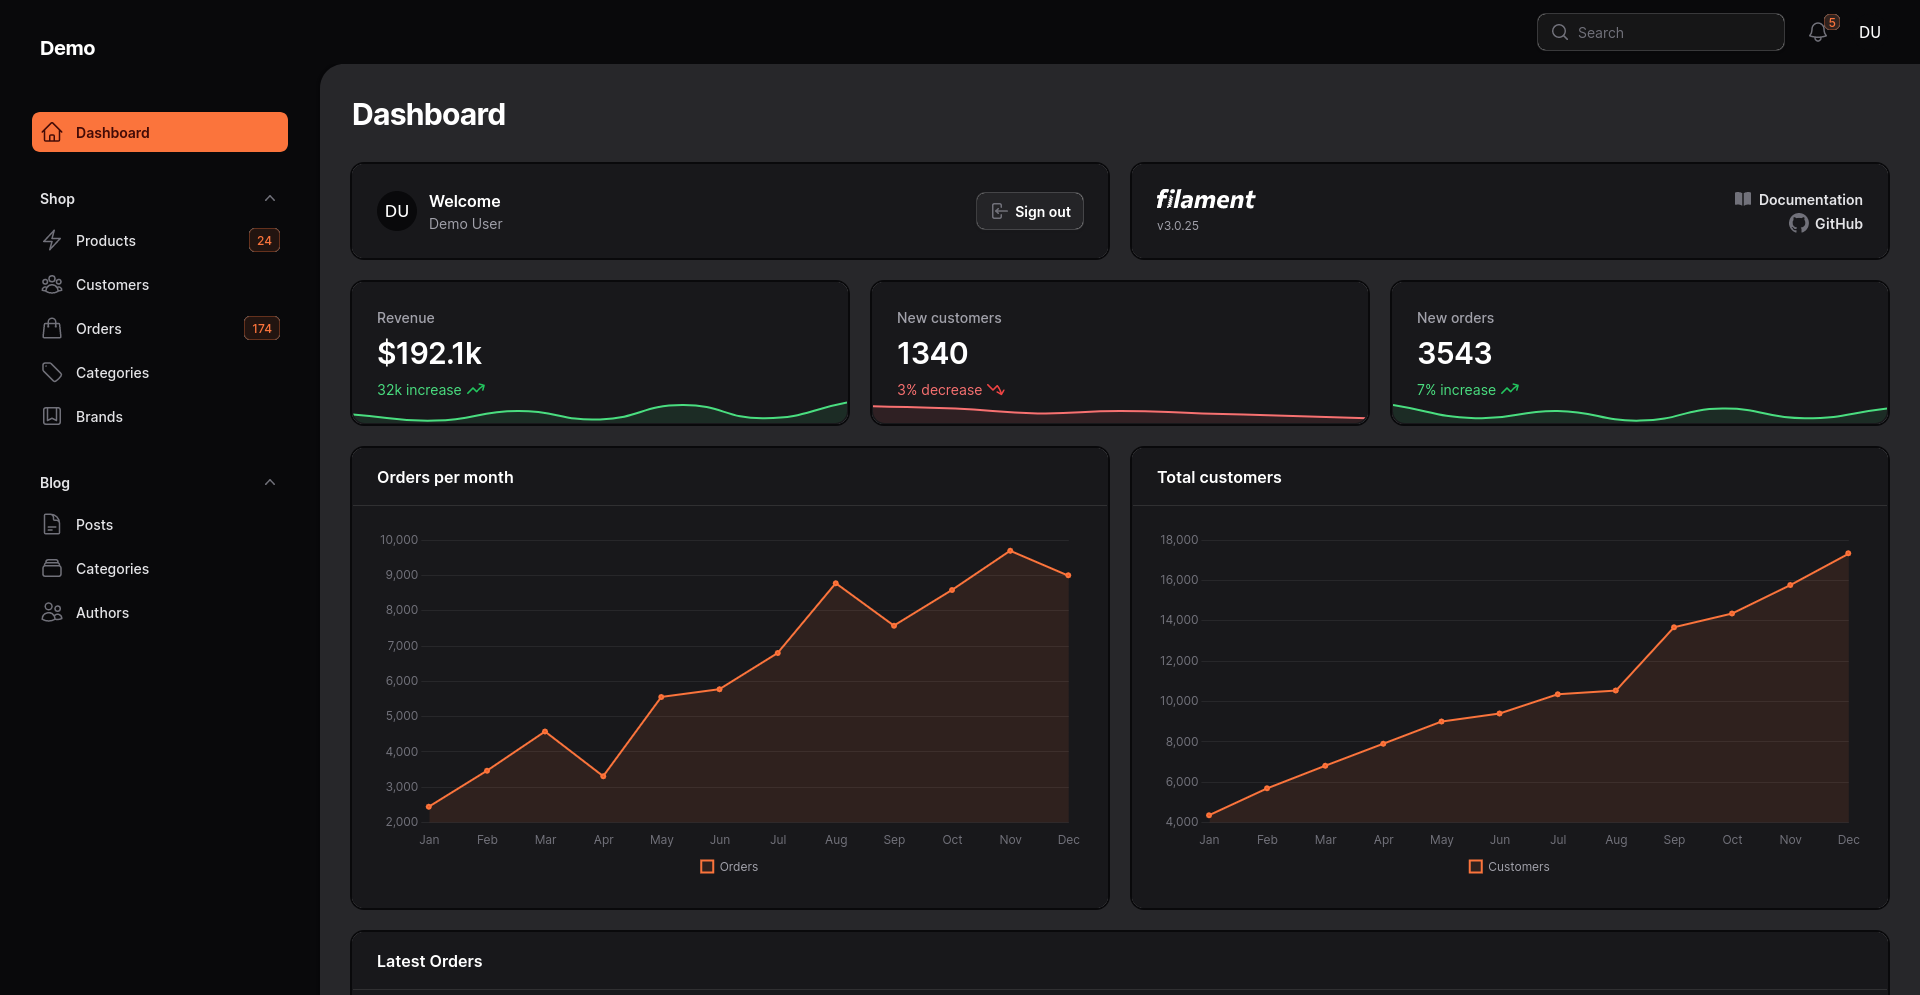 Demo
Search
5
DU
Dashboard
Shop
Products
24
Customers
Orders
174
Categories
Brands
Blog
Posts
Categories
Authors
Dashboard
DU
Welcome
Demo User
Sign out
filament
v3.0.25
Documentation
GitHub
Revenue
$192.1k
32k increase
New customers
1340
3% decrease
New orders
3543
7% increase
Orders per month
10,000
9,000
8,000
7,000
6,000
5,000
4,000
3,000
2,000
Jan Feb Mar Apr May Jun Jul Aug Sep Oct Nov Dec
Orders
Total customers
18,000
16,000
14,000
12,000
10,000
8,000
6,000
4,000
Jan Feb Mar Apr May Jun Jul Aug Sep Oct Nov Dec
Customers
Latest Orders